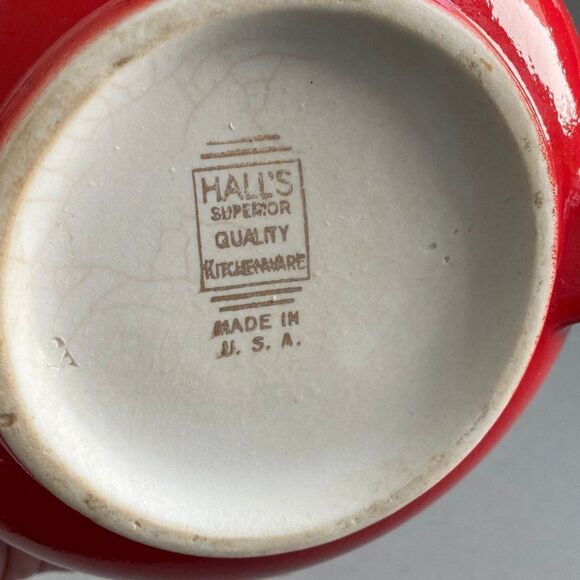 HALL'S
SUPERIOR
QUALITY
KITCHENWARE
MADE IN
U. S. A.